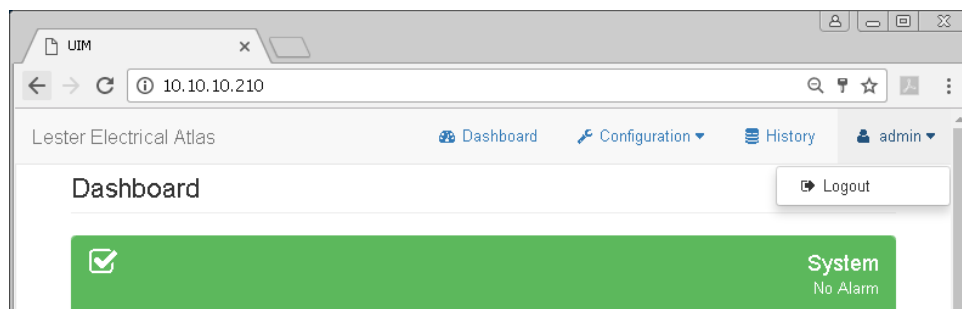 UIM
10.10.10.210
Lester Electrical Atlas Dashboard Configuration History admin
Dashboard
Logout
System
No Alarm